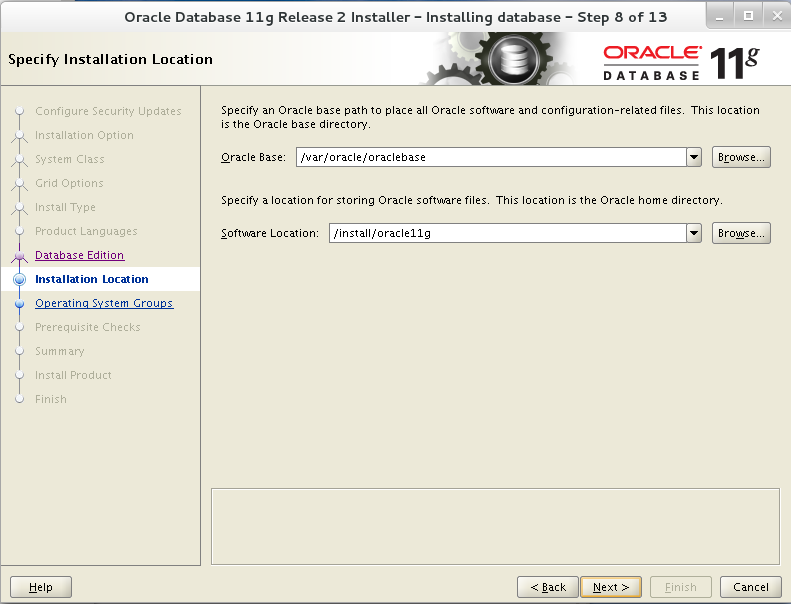 Oracle Database 11g Release 2 Installer – Installing database – Step 8 of 13
Specify Installation Location
ORACLE
DATABASE
11g
Configure Security Updates
Installation Option
System Class
Grid Options
Install Type
Product Languages
Database Edition
Installation Location
Operating System Groups
Prerequisite Checks
Summary
Install Product
Finish
Specify an Oracle base path to place all Oracle software and configuration-related files. This location
is the Oracle base directory.
Oracle Base: /var/oracle/oraclebase Browse...
Specify a location for storing Oracle software files. This location is the Oracle home directory.
Software Location: /install/oracle11g Browse...
Help < Back Next > Finish Cancel